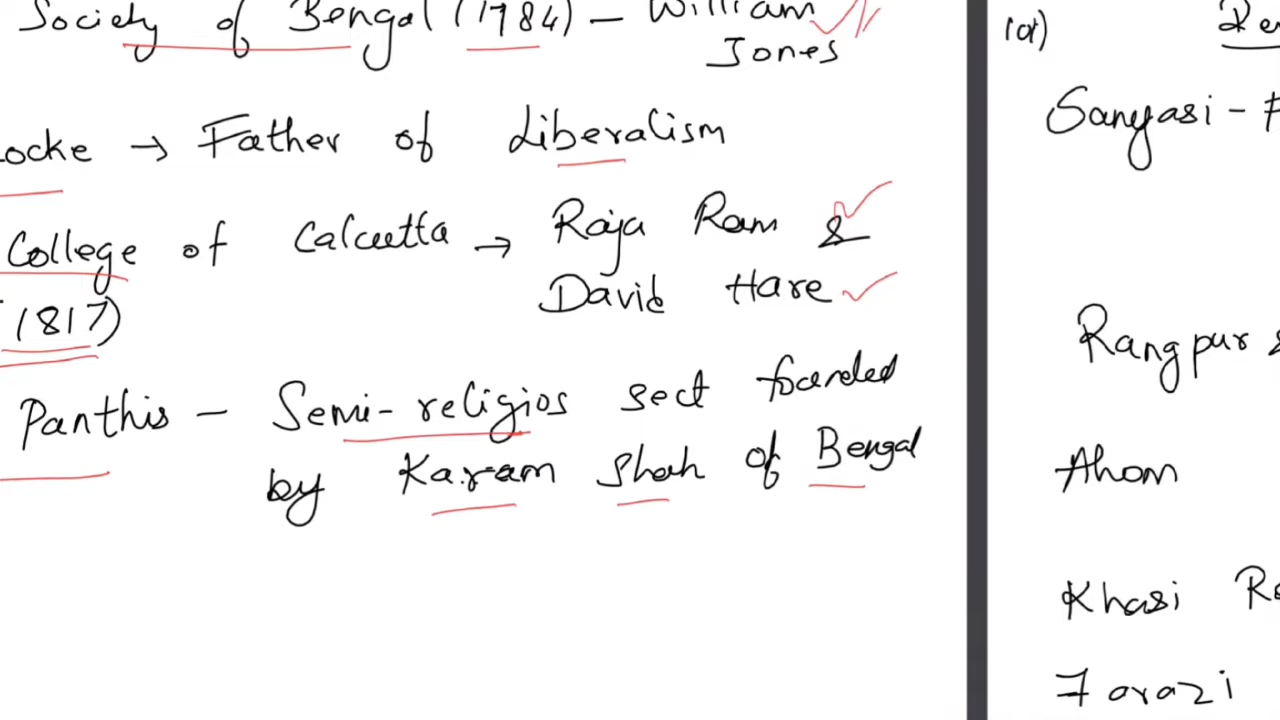 Society of Bengal (1784) - William
Jones
ocke → Father of Liberalism
College of Calcutta → Raja Ram &
David Hare
(1817)
Panthis - Semi-religios sect founded
by Karam Shah of Bengal
Sanyasi -
Rangpur &
Ahom
Khasi
Farazi